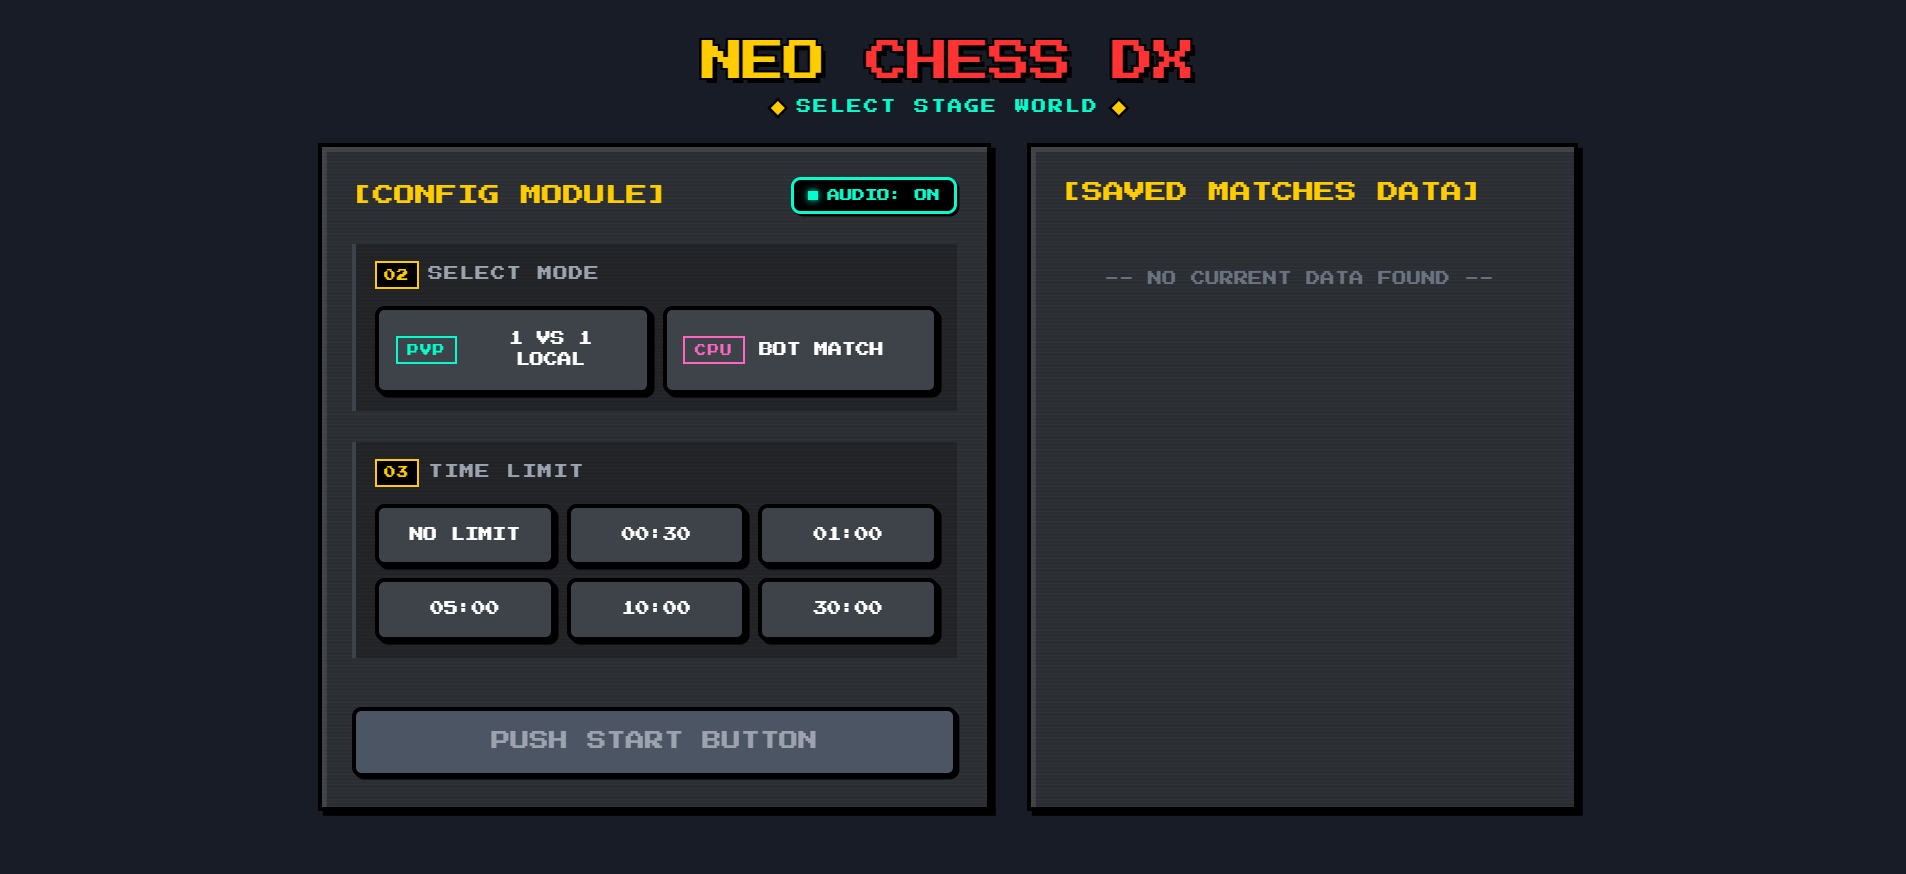 NEO CHESS DX
◆ SELECT STAGE WORLD ◆
[CONFIG MODULE]
AUDIO: ON
02 SELECT MODE
PVP 1 VS 1
LOCAL
CPU BOT MATCH
03 TIME LIMIT
NO LIMIT
00:30
01:00
05:00
10:00
30:00
PUSH START BUTTON
[SAVED MATCHES DATA]
-- NO CURRENT DATA FOUND --